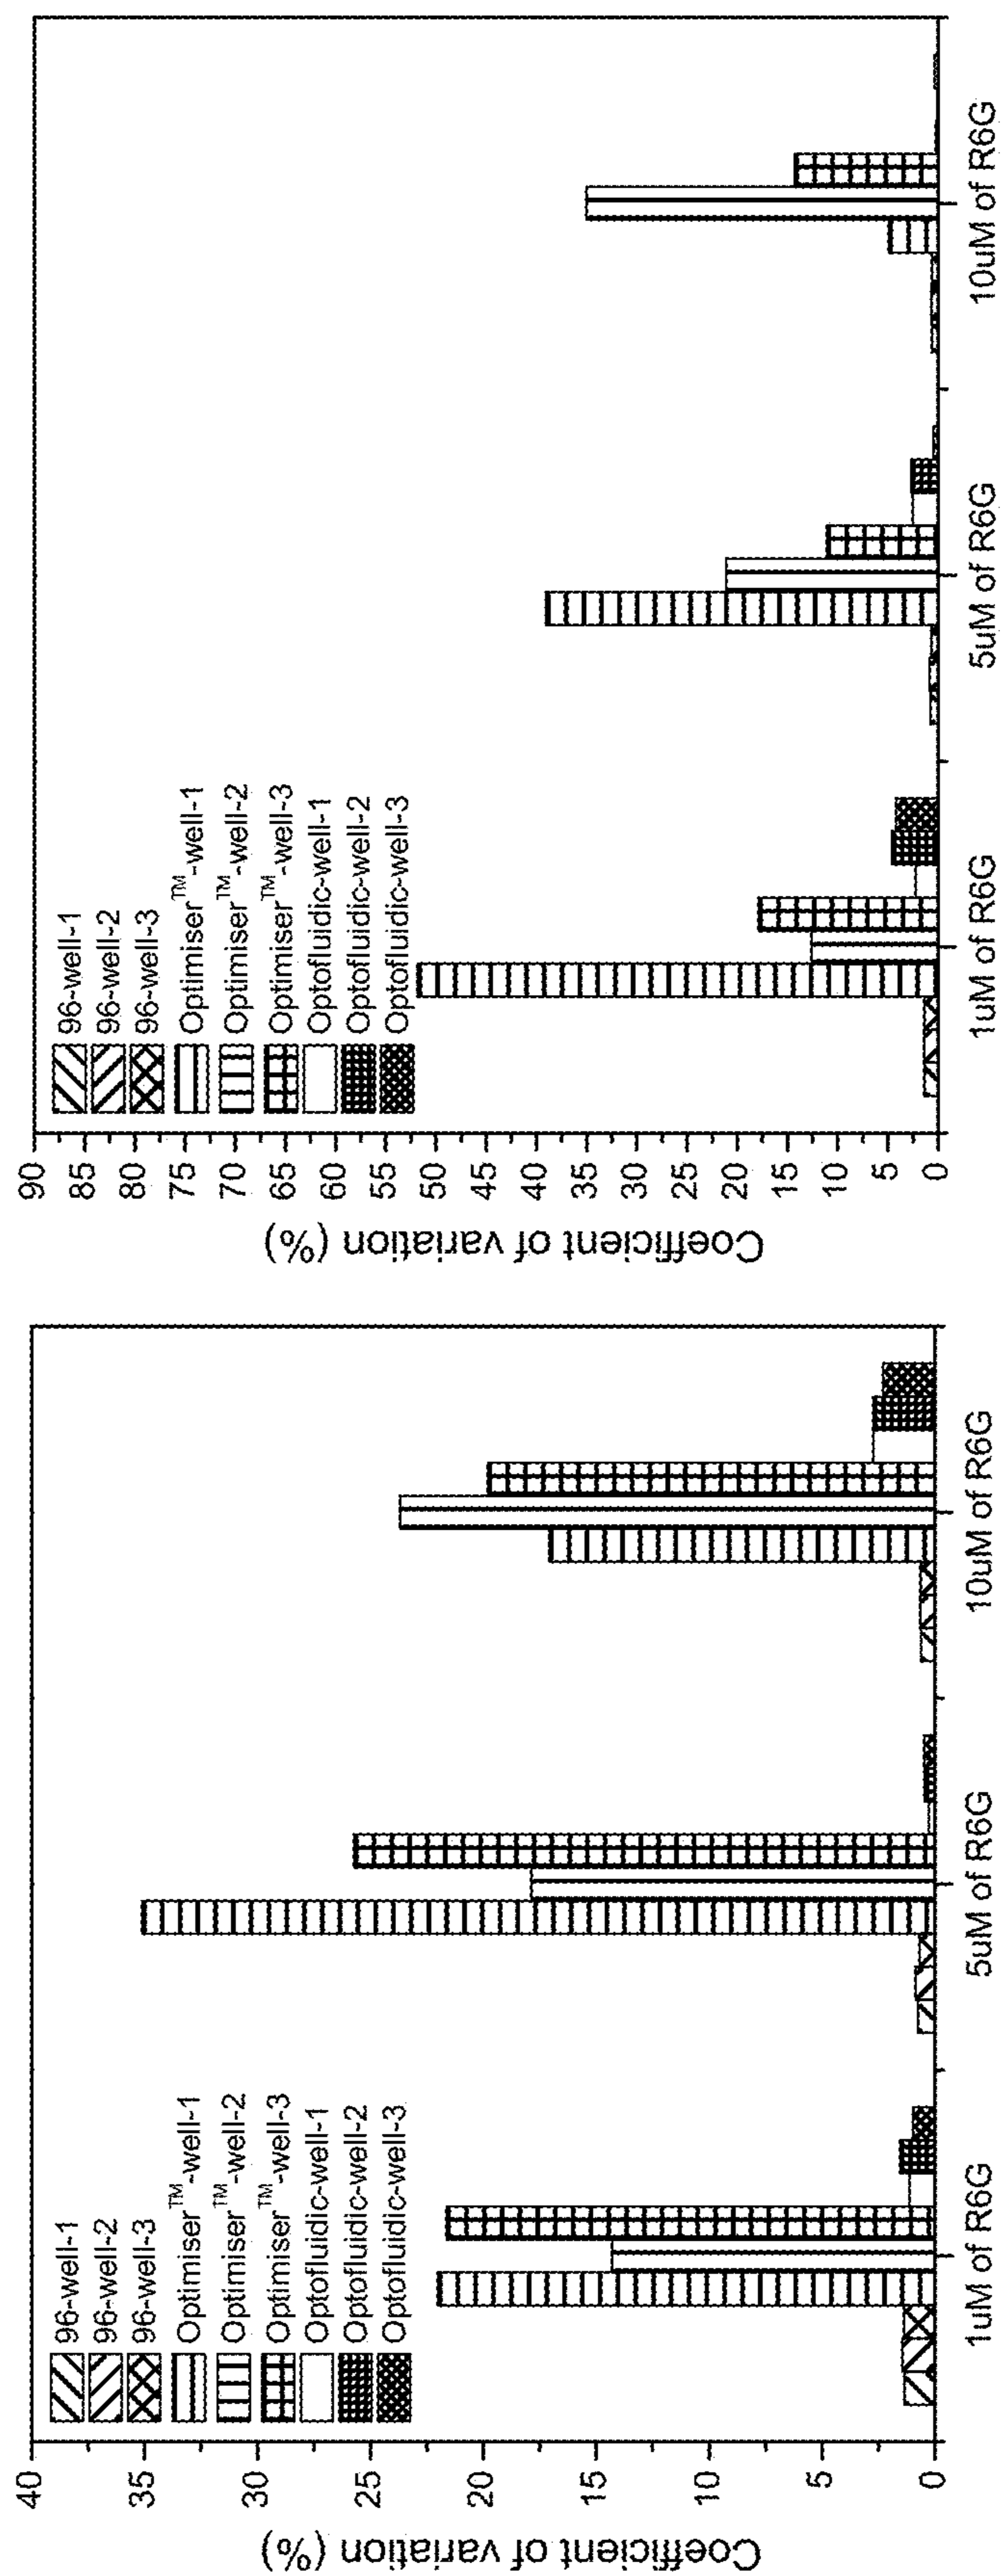 Coefficient of variation (%)
40
35
30
25
20
15
10
5
0
96-well-1
96-well-2
96-well-3
Optimiser™-well-1
Optimiser™-well-2
Optimiser™-well-3
Optofluidic-well-1
Optofluidic-well-2
Optofluidic-well-3
1uM of R6G
5uM of R6G
10uM of R6G
Coefficient of variation (%)
90
85
80
75
70
65
60
55
50
45
40
35
30
25
20
15
10
5
0
96-well-1
96-well-2
96-well-3
Optimiser™-well-1
Optimiser™-well-2
Optimiser™-well-3
Optofluidic-well-1
Optofluidic-well-2
Optofluidic-well-3
1uM of R6G
5uM of R6G
10uM of R6G